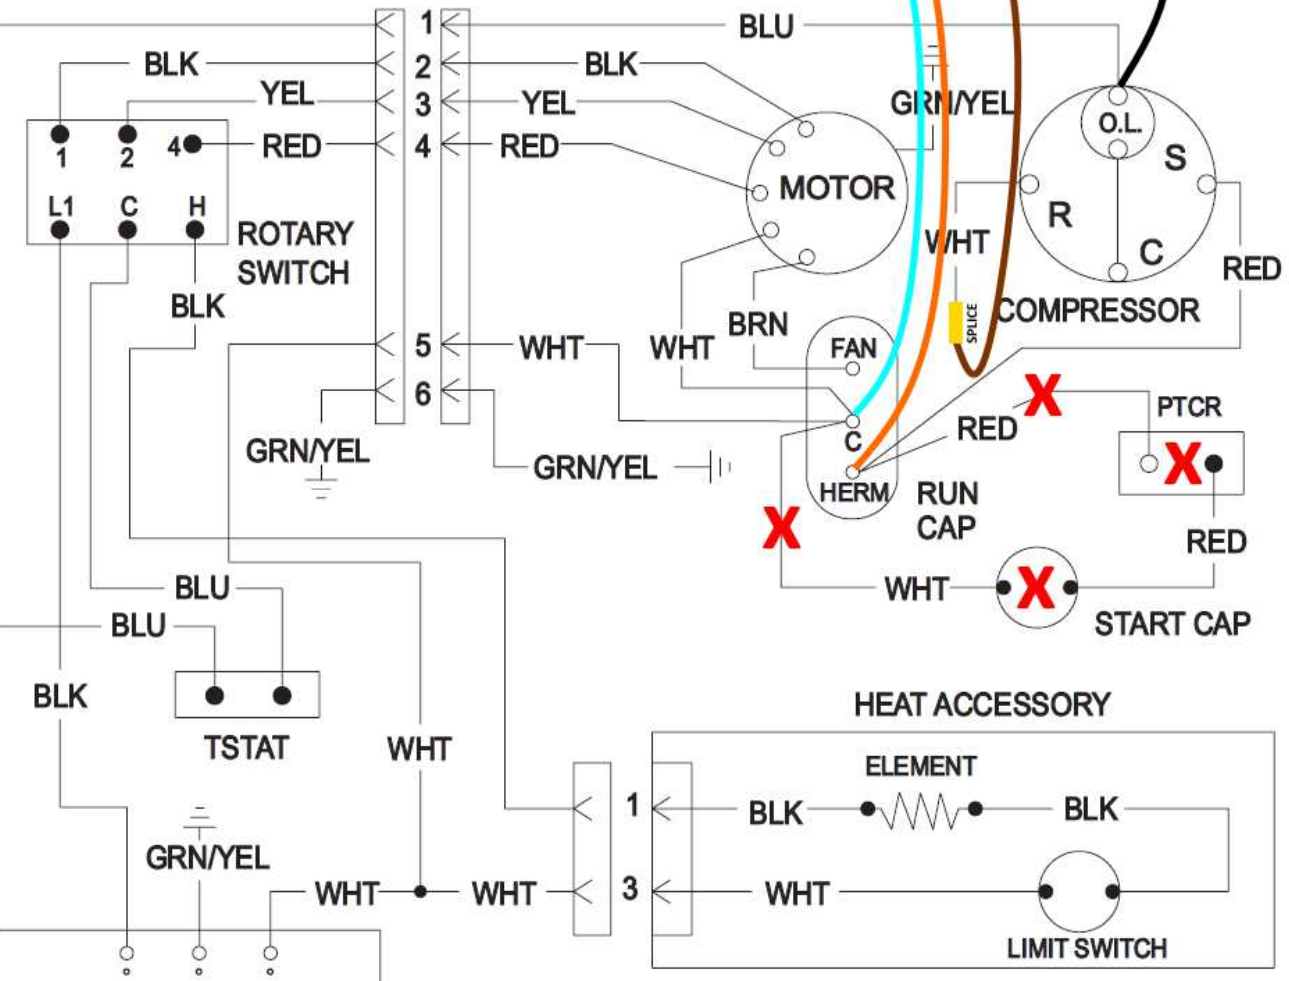 1
BLU
BLK
2
BLK
YEL
3
YEL
GRN/YEL
O.L.
RED
4
RED
1
2
4
MOTOR
S
L1
C
H
R
ROTARY
SWITCH
WHT
C
RED
BLK
COMPRESSOR
SPLICE
BRN
5
WHT
WHT
FAN
6
X
PTCR
RED
C
GRN/YEL
GRN/YEL
X
HERM
RUN
CAP
X
RED
BLU
WHT
X
BLU
START CAP
BLK
HEAT ACCESSORY
TSTAT
WHT
ELEMENT
1
BLK
BLK
GRN/YEL
WHT
WHT
3
WHT
LIMIT SWITCH